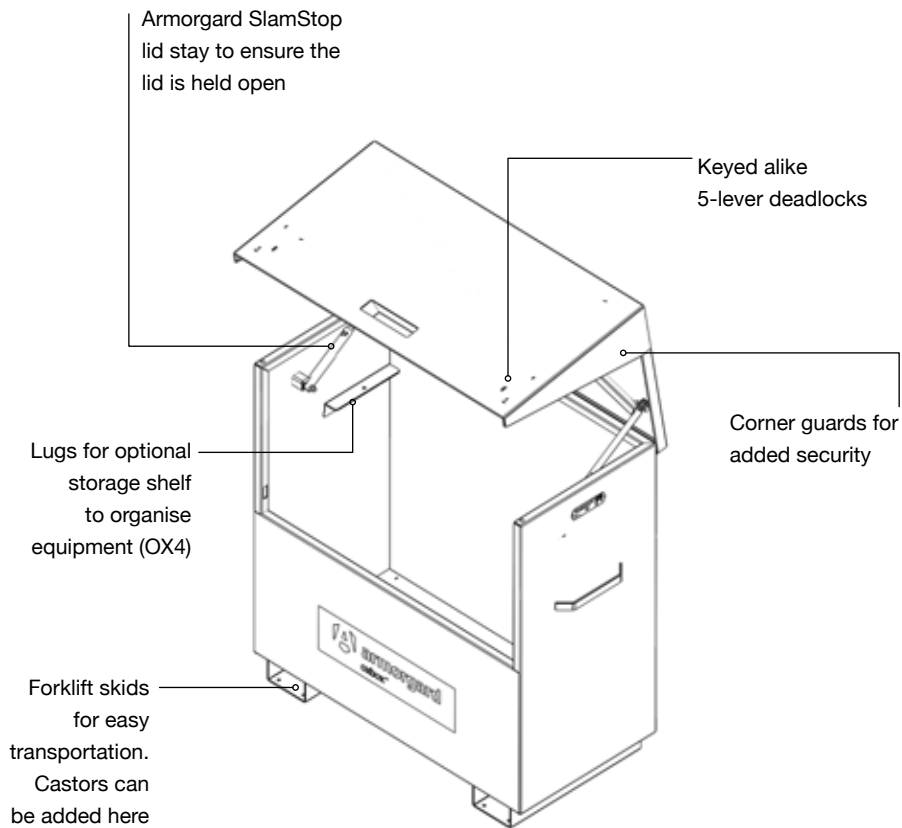 Armorgard SlamStop
lid stay to ensure the
lid is held open
Keyed alike
5-lever deadlocks
Corner guards for
added security
Lugs for optional
storage shelf
to organise
equipment (OX4)
armorgard
oxbox™
Forklift skids
for easy
transportation.
Castors can
be added here